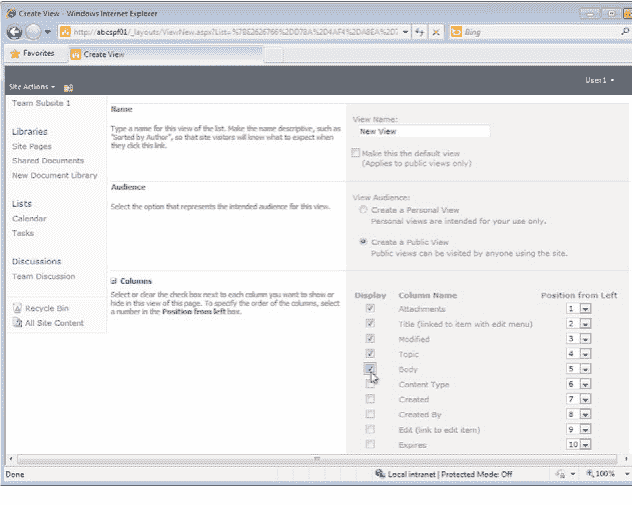 Create View - Windows Internet Explorer
http://abcspf01/_layouts/ViewNew.aspx?List=
Bing
Favorites
Create View
Site Actions
User1
Team Subsite 1
Libraries
Site Pages
Shared Documents
New Document Library
Lists
Calendar
Tasks
Discussions
Team Discussion
Recycle Bin
All Site Content
Name
Type a name for this view of the list. Make the name descriptive, such as
"Sorted by Author", so that site visitors will know what to expect when
they click this link.
View Name:
New View
Make this the default view
(Applies to public views only)
Audience
Select the option that represents the intended audience for this view.
View Audience:
Create a Personal View
Personal views are intended for your use only.
Create a Public View
Public views can be visited by anyone using the site.
Columns
Select or clear the check box next to each column you want to show or
hide in this view of this page. To specify the order of the columns, select
a number in the Position from left box.
Display Column Name Position from Left
Attachments 1
Title (linked to item with edit menu) 2
Modified 3
Topic 4
Body 5
Content Type 6
Created 7
Created By 8
Edit (link to edit item) 9
Expires 10
Done
Local intranet | Protected Mode: Off
100%